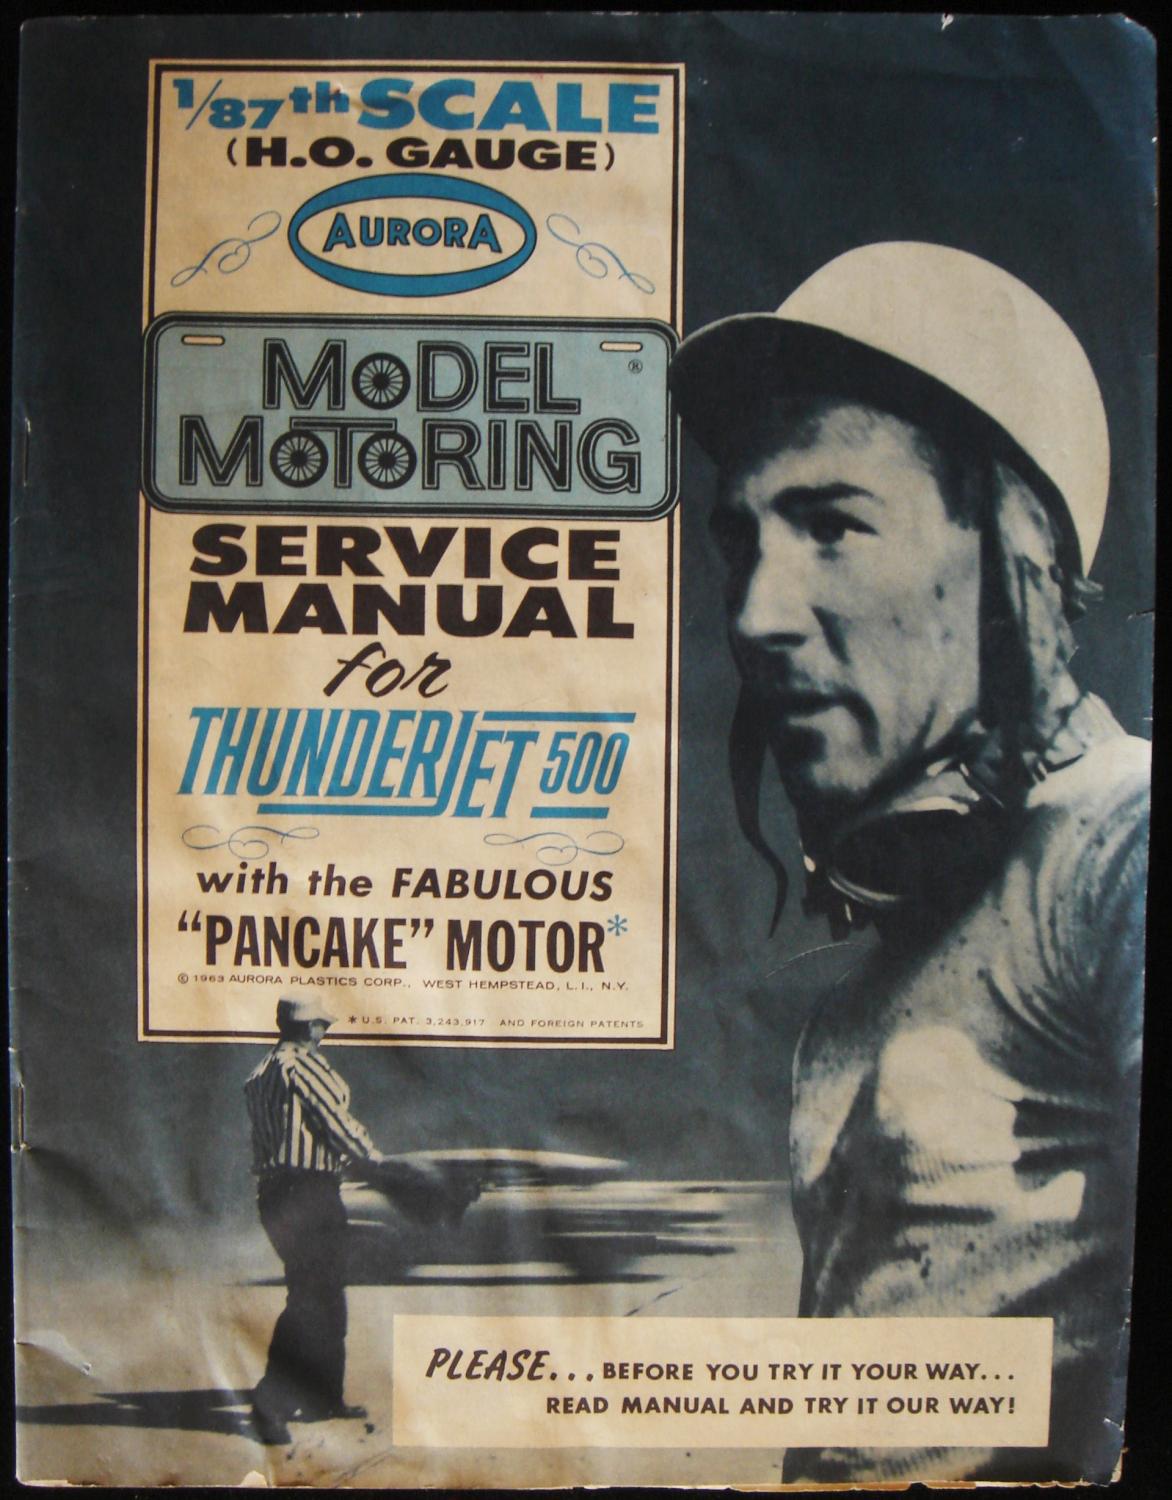 1/87th SCALE
(H.O. GAUGE)
AURORA
MODEL ®
MOTORING
SERVICE
MANUAL
for
THUNDERJET 500
with the FABULOUS
"PANCAKE" MOTOR*
© 1963 AURORA PLASTICS CORP., WEST HEMPSTEAD, L.I., N.Y.
* U.S. PAT. 3,243,917 AND FOREIGN PATENTS
PLEASE... BEFORE YOU TRY IT YOUR WAY...
READ MANUAL AND TRY IT OUR WAY!